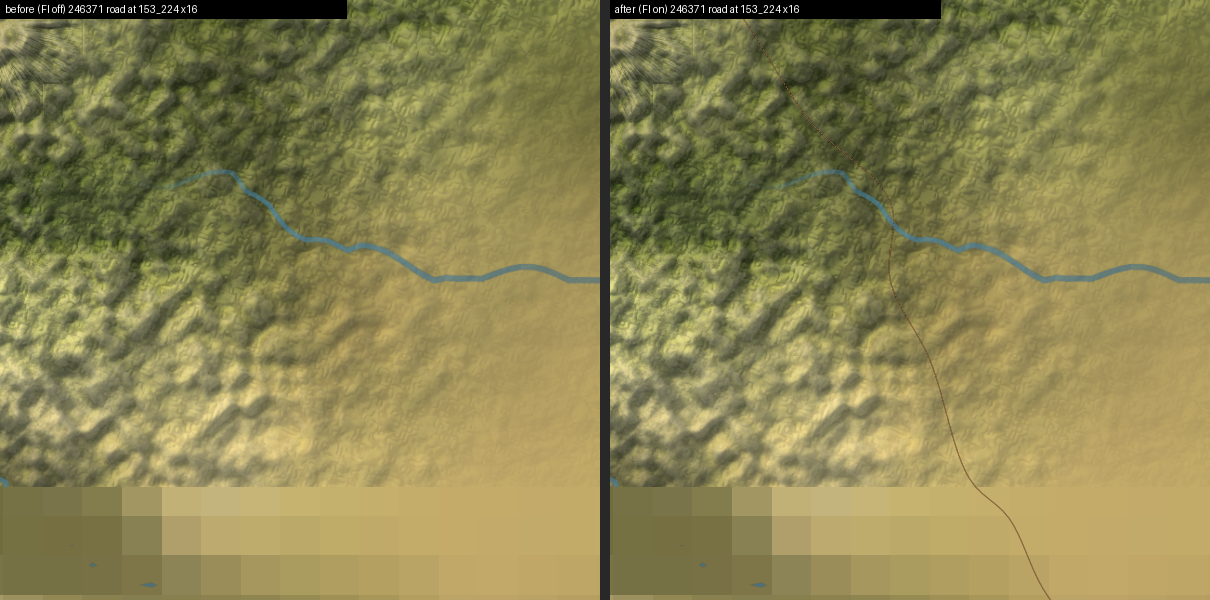 before (FI off) 246371 road at 153_224 x16
after (FI on) 246371 road at 153_224 x16